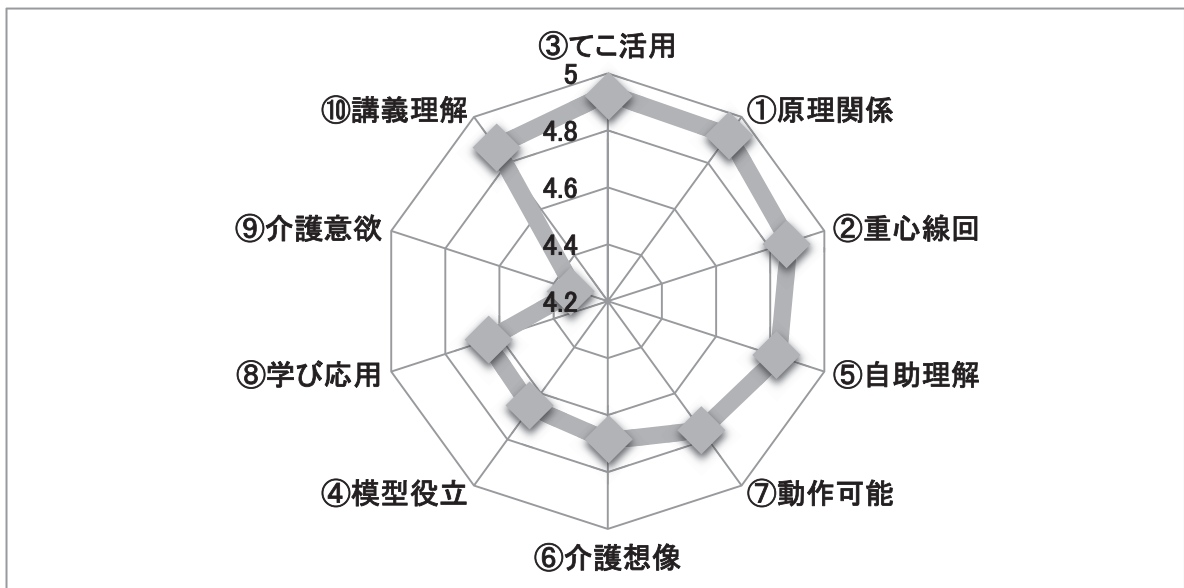 ③てこ活用
5
⑩講義理解
①原理関係
4.8
4.6
⑨介護意欲
②重心線回
4.4
4.2
⑧学び応用
⑤自助理解
④模型役立
⑦動作可能
⑥介護想像